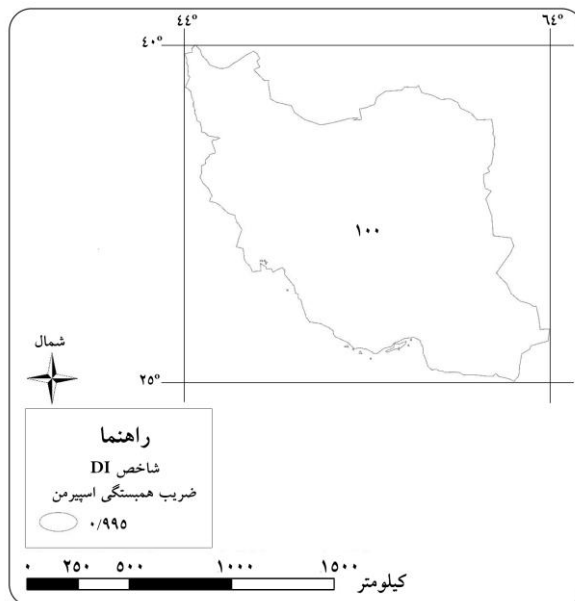 ۴۴° ۶۴°
۴۰°
۱۰۰
شمال
۲۵°
راهنما
شاخص DI
ضریب همبستگی اسپیرمن
۰/۹۹۵
۰ ۲۵۰ ۵۰۰ ۱۰۰۰ ۱۵۰۰
کیلومتر